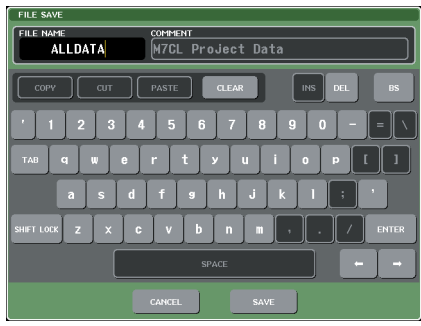 FILE SAVE
FILE NAME COMMENT
ALLDATA M7CL Project Data
COPY CUT PASTE CLEAR INS DEL BS
' 1 2 3 4 5 6 7 8 9 0 - = \
TAB q w e r t y u i o p [ ]
a s d f g h j k l ; '
SHIFT LOCK z x c v b n m , . / ENTER
SPACE ← →
CANCEL SAVE